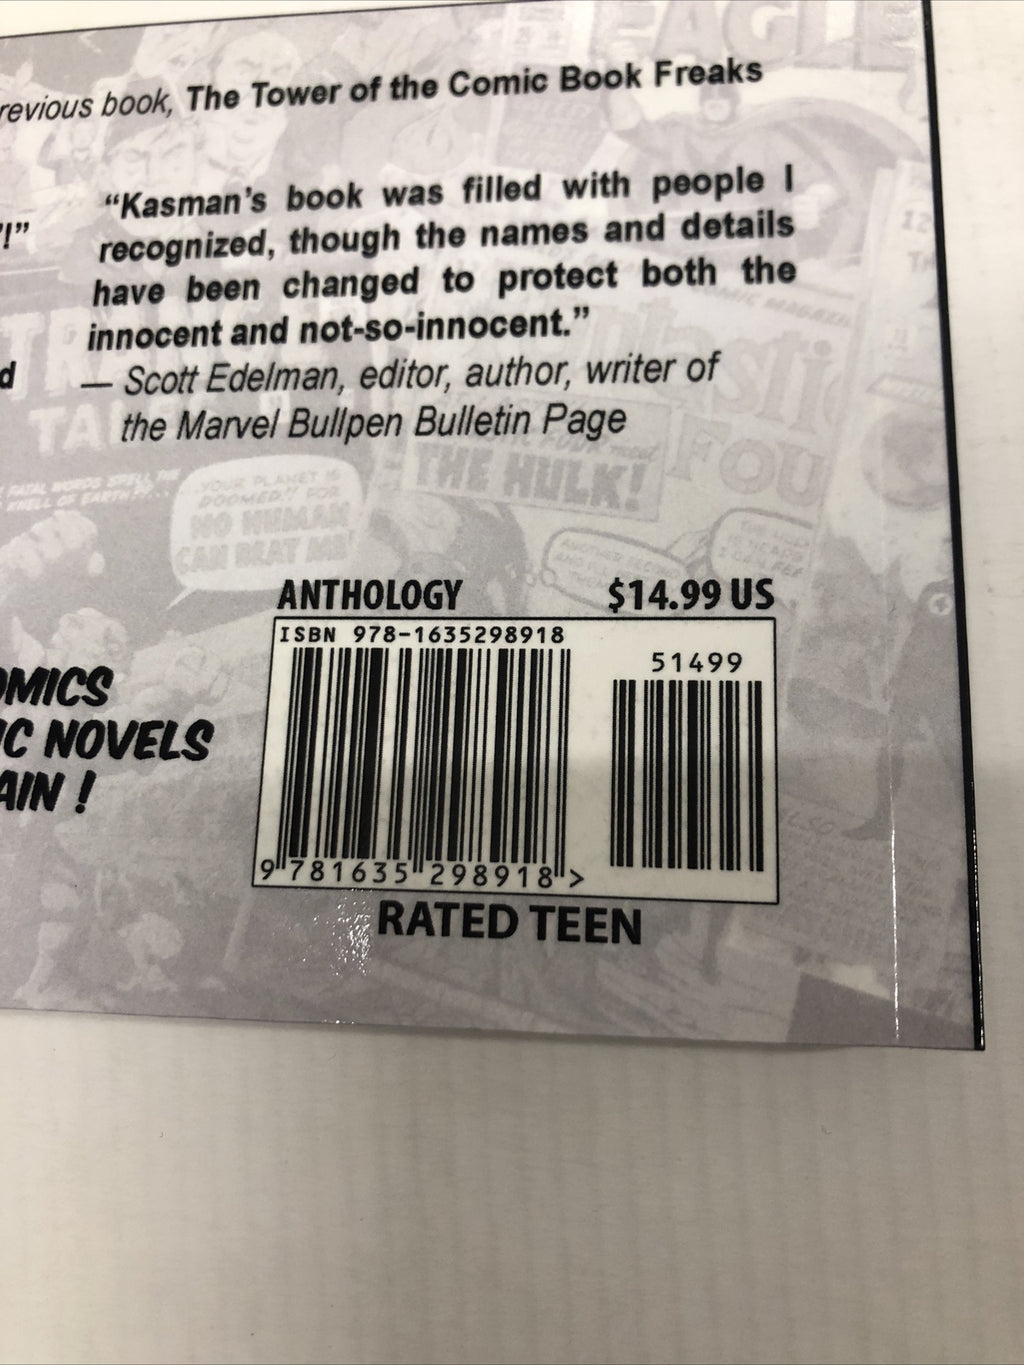 revious book, The Tower of the Comic Book Freaks
"Kasman's book was filled with people I
recognized, though the names and details
have been changed to protect both the
innocent and not-so-innocent."
— Scott Edelman, editor, author, writer of
the Marvel Bullpen Bulletin Page
!"
d
YOUR PLANET IS
DOOMED!! FOR
NO HUMAN
CAN BEAT ME!
THE HULK!
FOU
ANTHOLOGY $14.99 US
ISBN 978-1635298918
51499
9 781635 298918 >
RATED TEEN
OMICS
IC NOVELS
AIN !